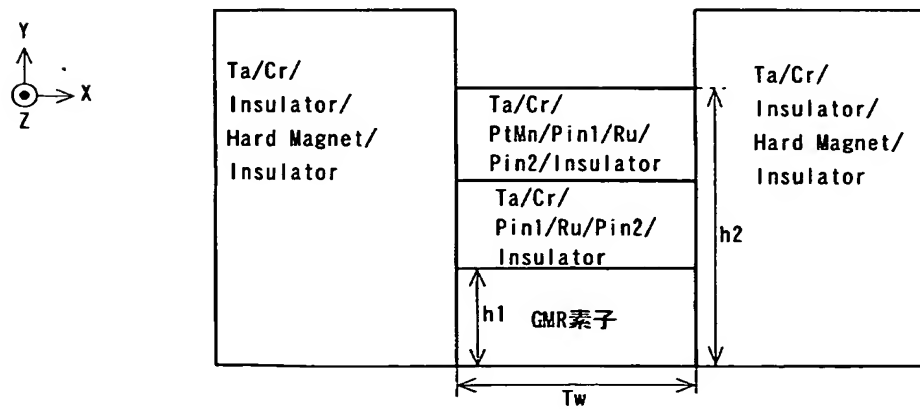 Y
X
Z
Ta/Cr/
Insulator/
Hard Magnet/
Insulator
Ta/Cr/
PtMn/Pin1/Ru/
Pin2/Insulator
Ta/Cr/
Pin1/Ru/Pin2/
Insulator
h1
GMR素子
Tw
h2
Ta/Cr/
Insulator/
Hard Magnet/
Insulator